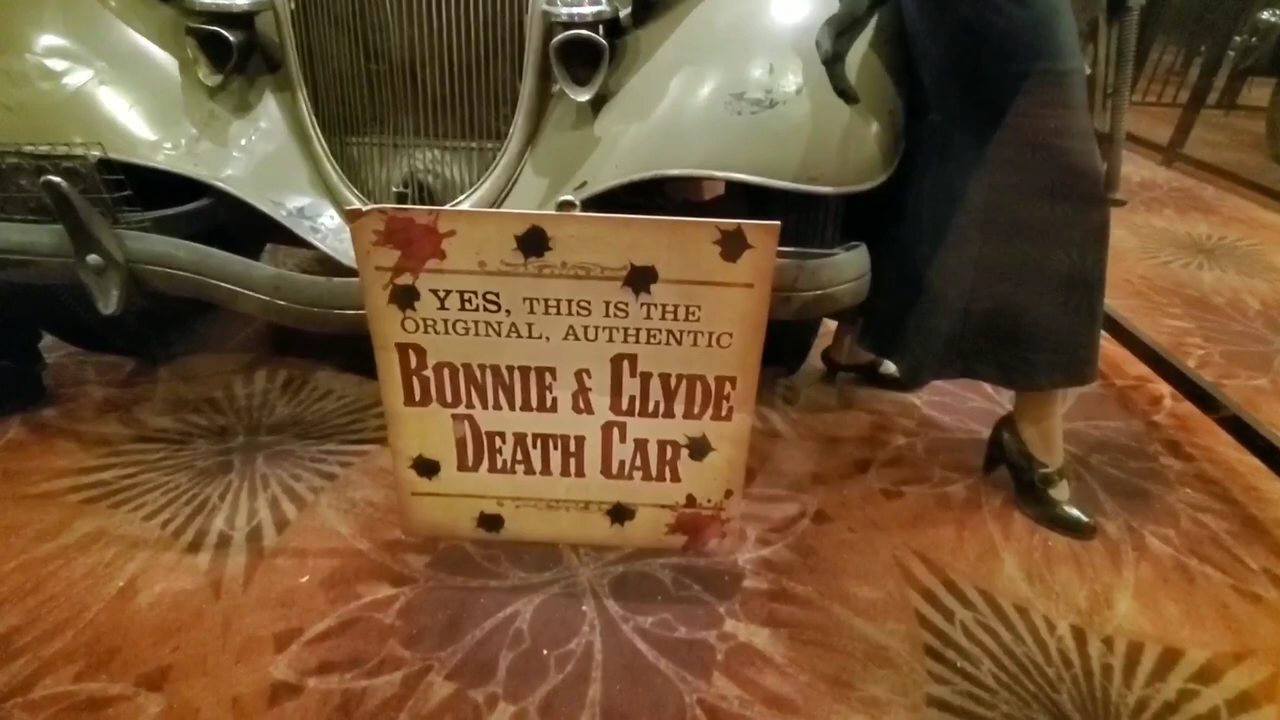 YES, THIS IS THE
ORIGINAL, AUTHENTIC
BONNIE & CLYDE
DEATH CAR